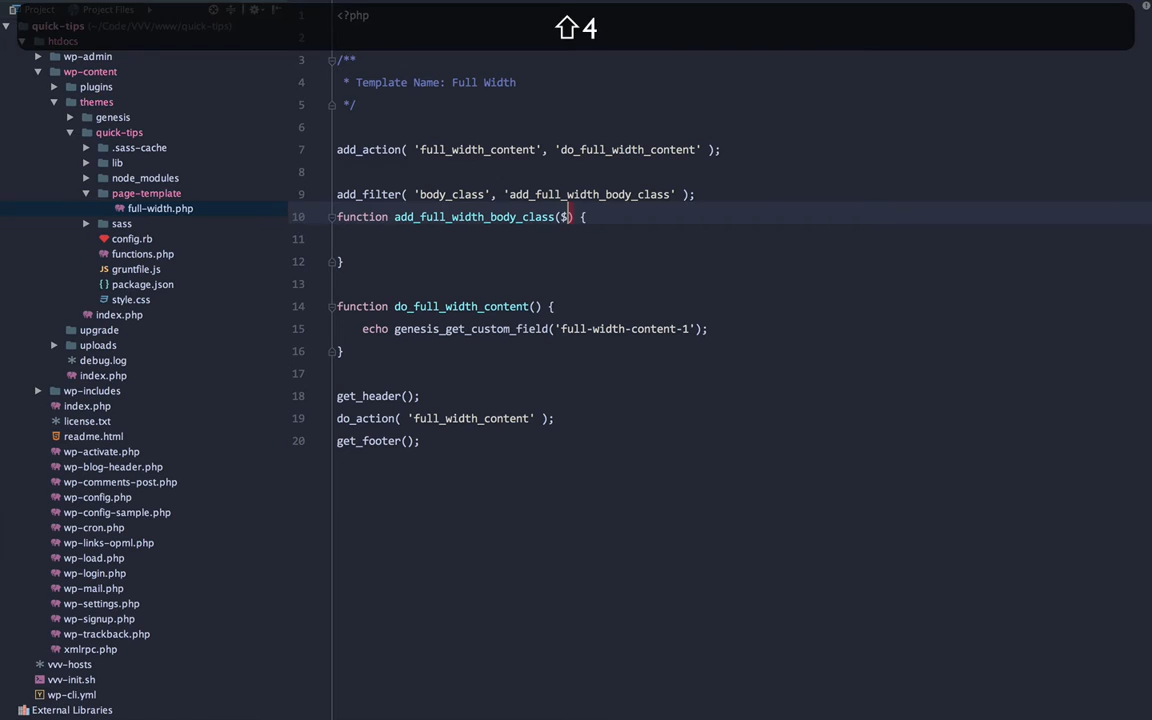 Project
Project Files
⇧4
quick-tips (~/Code/VVV/www/quick-tips)
htdocs
wp-admin
wp-content
plugins
themes
genesis
quick-tips
.sass-cache
lib
node_modules
page-template
full-width.php
sass
config.rb
functions.php
gruntfile.js
package.json
style.css
index.php
upgrade
uploads
debug.log
index.php
wp-includes
index.php
license.txt
readme.html
wp-activate.php
wp-blog-header.php
wp-comments-post.php
wp-config.php
wp-config-sample.php
wp-cron.php
wp-links-opml.php
wp-load.php
wp-login.php
wp-mail.php
wp-settings.php
wp-signup.php
wp-trackback.php
xmlrpc.php
vvv-hosts
vvv-init.sh
wp-cli.yml
External Libraries
1 <?php
2
3 /**
4 * Template Name: Full Width
5 */
6
7 add_action( 'full_width_content', 'do_full_width_content' );
8
9 add_filter( 'body_class', 'add_full_width_body_class' );
10 function add_full_width_body_class($) {
11
12 }
13
14 function do_full_width_content() {
15 echo genesis_get_custom_field('full-width-content-1');
16 }
17
18 get_header();
19 do_action( 'full_width_content' );
20 get_footer();